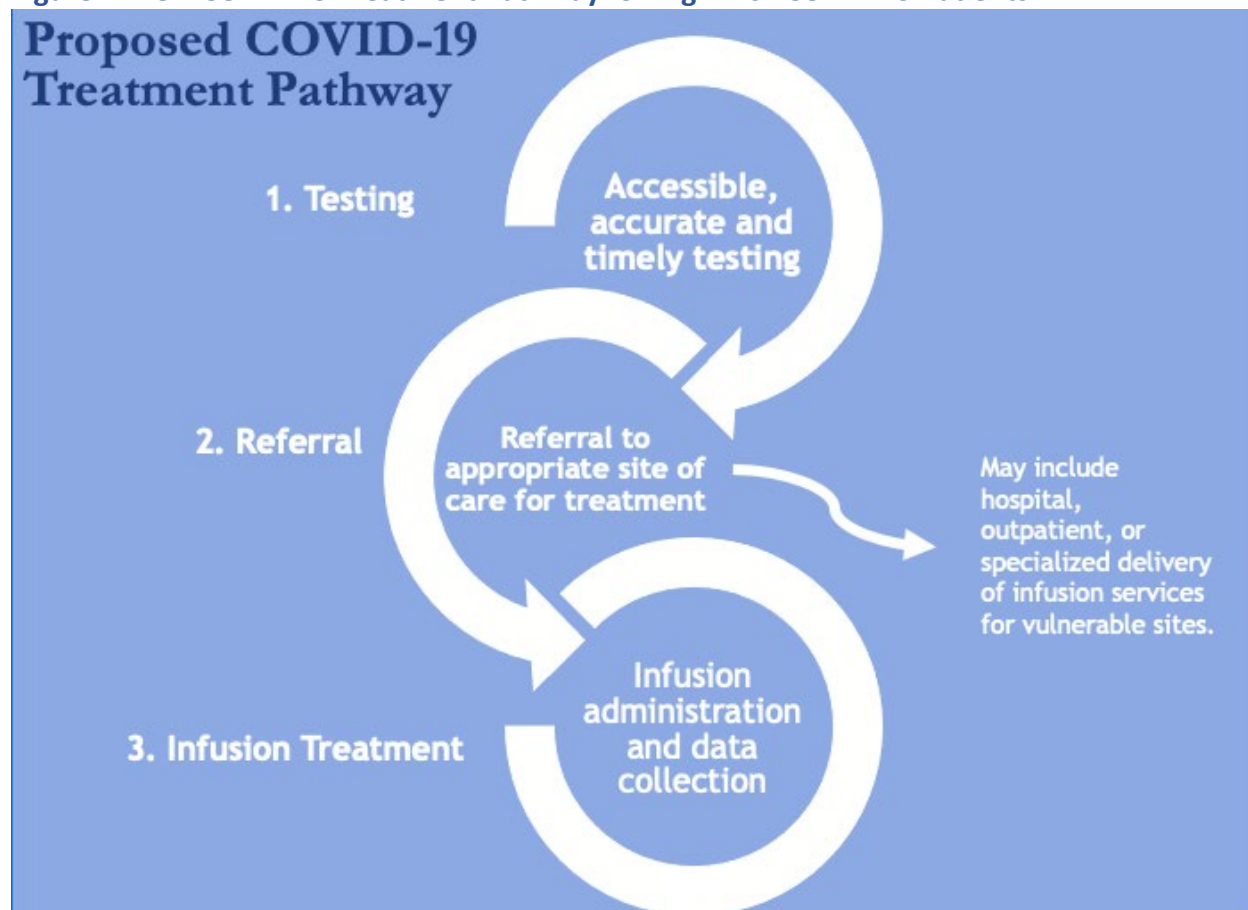 Proposed COVID-19
Treatment Pathway
1. Testing
Accessible,
accurate and
timely testing
2. Referral
Referral to
appropriate site of
care for treatment
May include
hospital,
outpatient, or
specialized delivery
of infusion services
for vulnerable sites.
3. Infusion Treatment
Infusion
administration
and data
collection